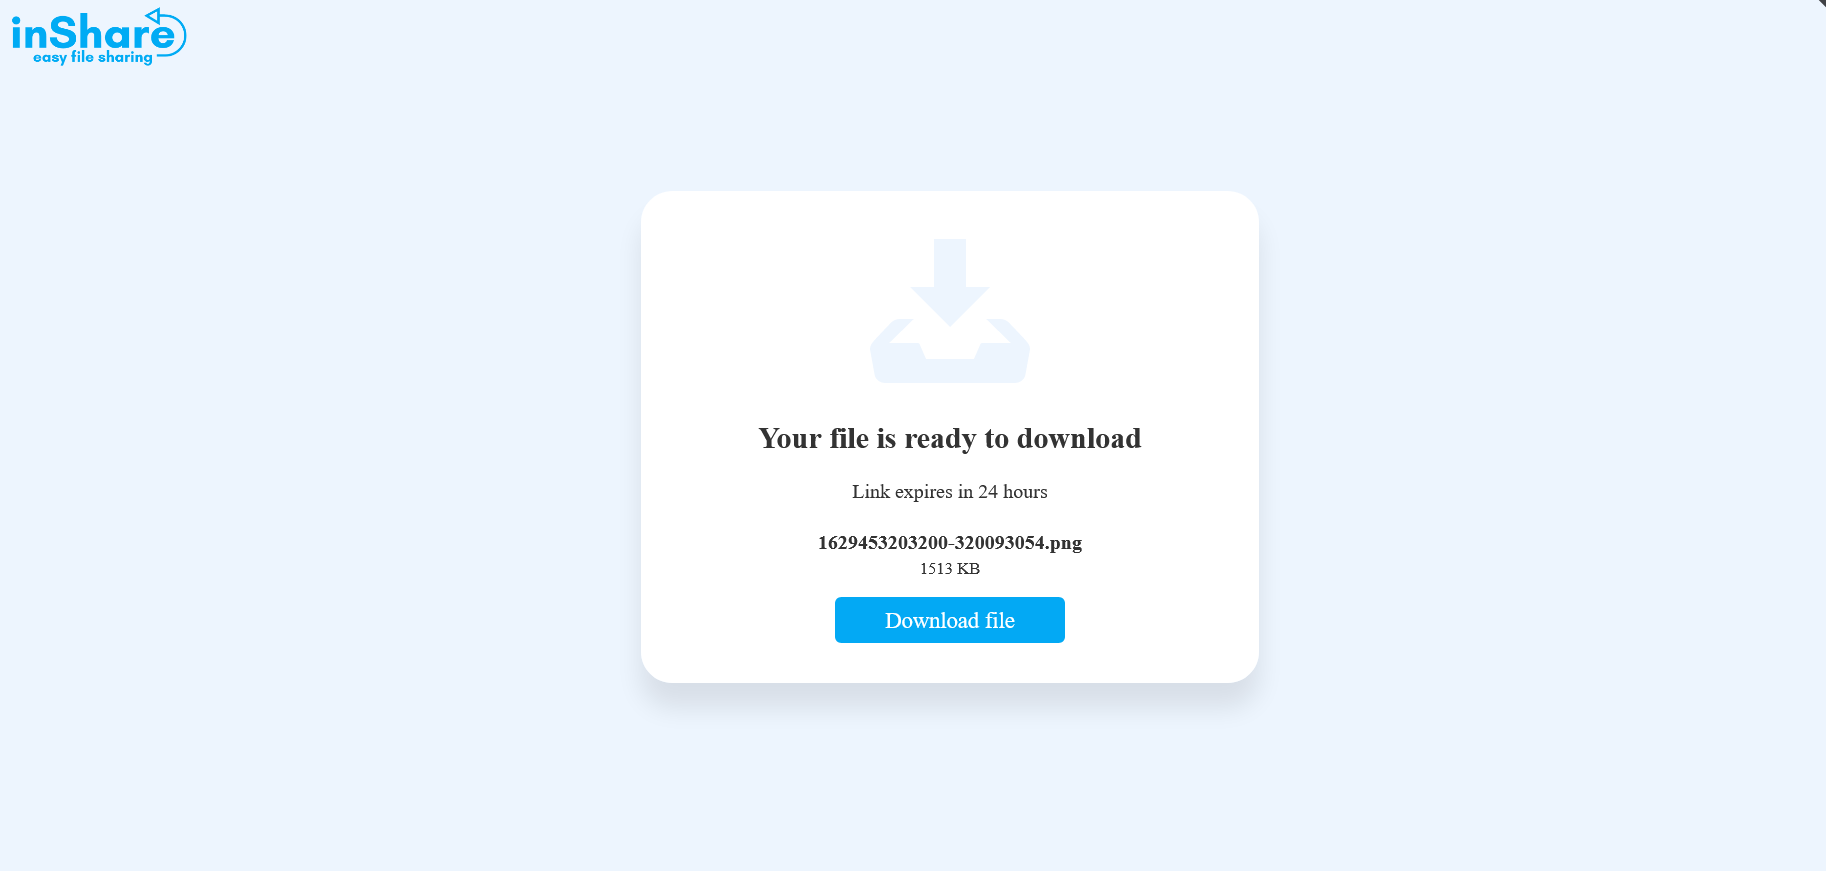 inShare
easy file sharing
Your file is ready to download
Link expires in 24 hours
1629453203200-320093054.png
1513 KB
Download file